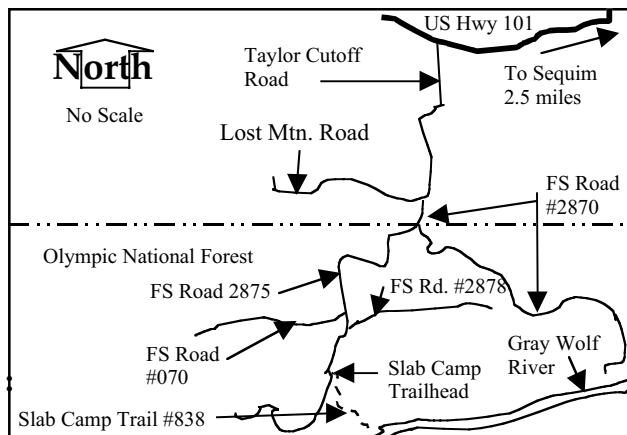 US Hwy 101
Taylor Cutoff
Road
To Sequim
2.5 miles
North
No Scale
Lost Mtn. Road
FS Road
#2870
Olympic National Forest
FS Road 2875
FS Rd. #2878
FS Road
#070
Gray Wolf
River
Slab Camp
Trailhead
Slab Camp Trail #838